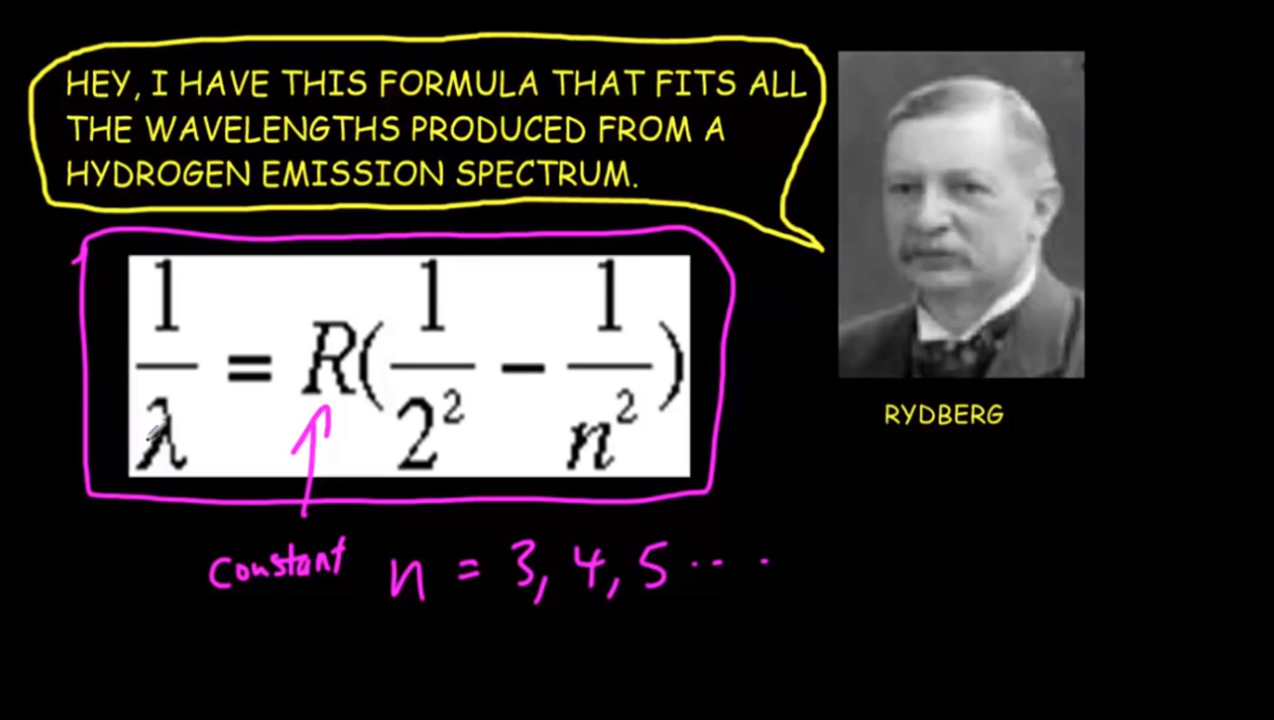 HEY, I HAVE THIS FORMULA THAT FITS ALL
THE WAVELENGTHS PRODUCED FROM A
HYDROGEN EMISSION SPECTRUM.
1/λ = R(1/2² − 1/n²)
RYDBERG
constant n = 3, 4, 5 ....